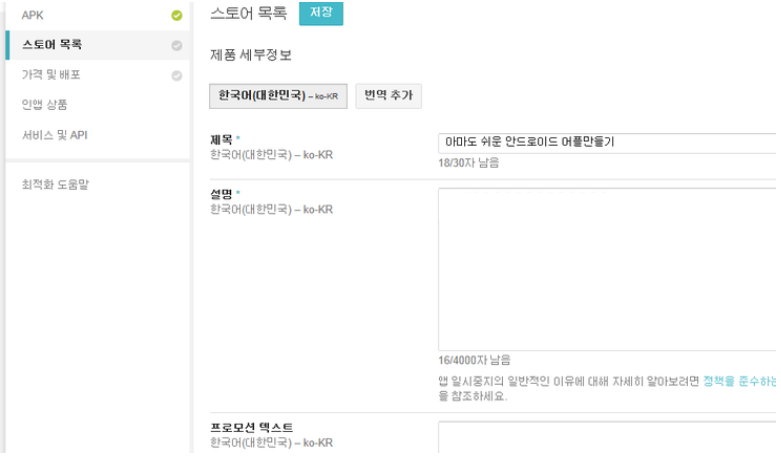 APK
스토어 목록
가격 및 배포
인앱 상품
서비스 및 API
최적화 도움말
스토어 목록 저장
제품 세부정보
한국어(대한민국) – ko-KR 번역 추가
제목 *
한국어(대한민국) – ko-KR
아마도 쉬운 안드로이드 어플만들기
18/30자 남음
설명 *
한국어(대한민국) – ko-KR
16/4000자 남음
앱 일시중지의 일반적인 이유에 대해 자세히 알아보려면 정책을 준수하는
을 참조하세요.
프로모션 텍스트
한국어(대한민국) – ko-KR